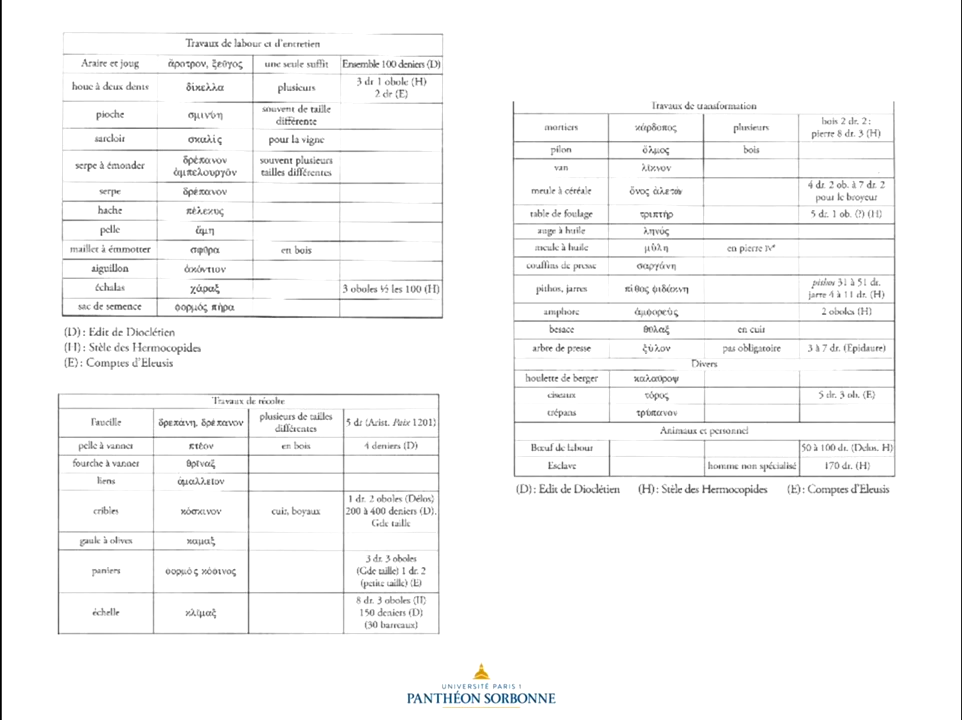 Travaux de labour et d'entretien
Araire et joug ἄροτρον, ξεῦγος une seule suffit Ensemble 100 deniers (D)
houe à deux dents δίκελλα plusieurs 3 dr 1 obole (H)
2 dr (E)
pioche σμινύη souvent de taille
différente
sarcloir σκαλίς pour la vigne
serpe à émonder δρέπανον
ἀμπελουργόν souvent plusieurs
tailles différentes
serpe δρέπανον
hache πέλεκυς
pelle ἄμη
maillet à émmotter σφῦρα en bois
aiguillon ἀκόντιον
échalas χάραξ 3 oboles ½ les 100 (H)
sac de semence φορμός πήρα
(D) : Edit de Dioclétien
(H) : Stèle des Hermocopides
(E) : Comptes d'Eleusis
Travaux de récolte
Faucille δρεπάνη, δρέπανον plusieurs de tailles
différentes 5 dr (Arist. Paix 1201)
pelle à vanner πτέον en bois 4 deniers (D)
fourche à vanner θρῖναξ
liens ἀμαλλεῖον
cribles κόσκινον cuir, boyaux 1 dr. 2 oboles (Délos)
200 à 400 deniers (D).
Gde taille
gaule à olives καμαξ
paniers φορμός κόφινος 3 dr. 3 oboles
(Gde taille) 1 dr. 2
(petite taille) (E)
échelle κλῖμαξ 8 dr. 3 oboles (H)
150 deniers (D)
(30 barreaux)
Travaux de transformation
mortiers κάρδοπος plusieurs bois 2 dr. 2 ;
pierre 8 dr. 3 (H)
pilon ὅλμος bois
van λίκνον
meule à céréale ὄνος ἀλετών 4 dr. 2 ob. à 7 dr. 2
pour le broyeur
table de foulage τριπτήρ 5 dr. 1 ob. (?) (H)
auge à huile ληνός
meule à huile μύλη en pierre IVe
couffins de presse σαργάνη
pithos, jarres πίθος φιδάκνη pithos 31 à 51 dr.
jarre 4 à 11 dr. (H)
amphore ἀμφορεύς 2 oboles (H)
besace θύλαξ en cuir
arbre de presse ξύλον pas obligatoire 3 à 7 dr. (Epidaure)
Divers
houlette de berger καλαῦροψ
ciseaux τόρος 5 dr. 3 ob. (E)
trépans τρύπανον
Animaux et personnel
Bœuf de labour 50 à 100 dr. (Delos, H)
Esclave homme non spécialisé 170 dr. (H)
(D) : Edit de Dioclétien (H) : Stèle des Hermocopides (E) : Comptes d'Eleusis
UNIVERSITÉ PARIS 1
PANTHÉON SORBONNE